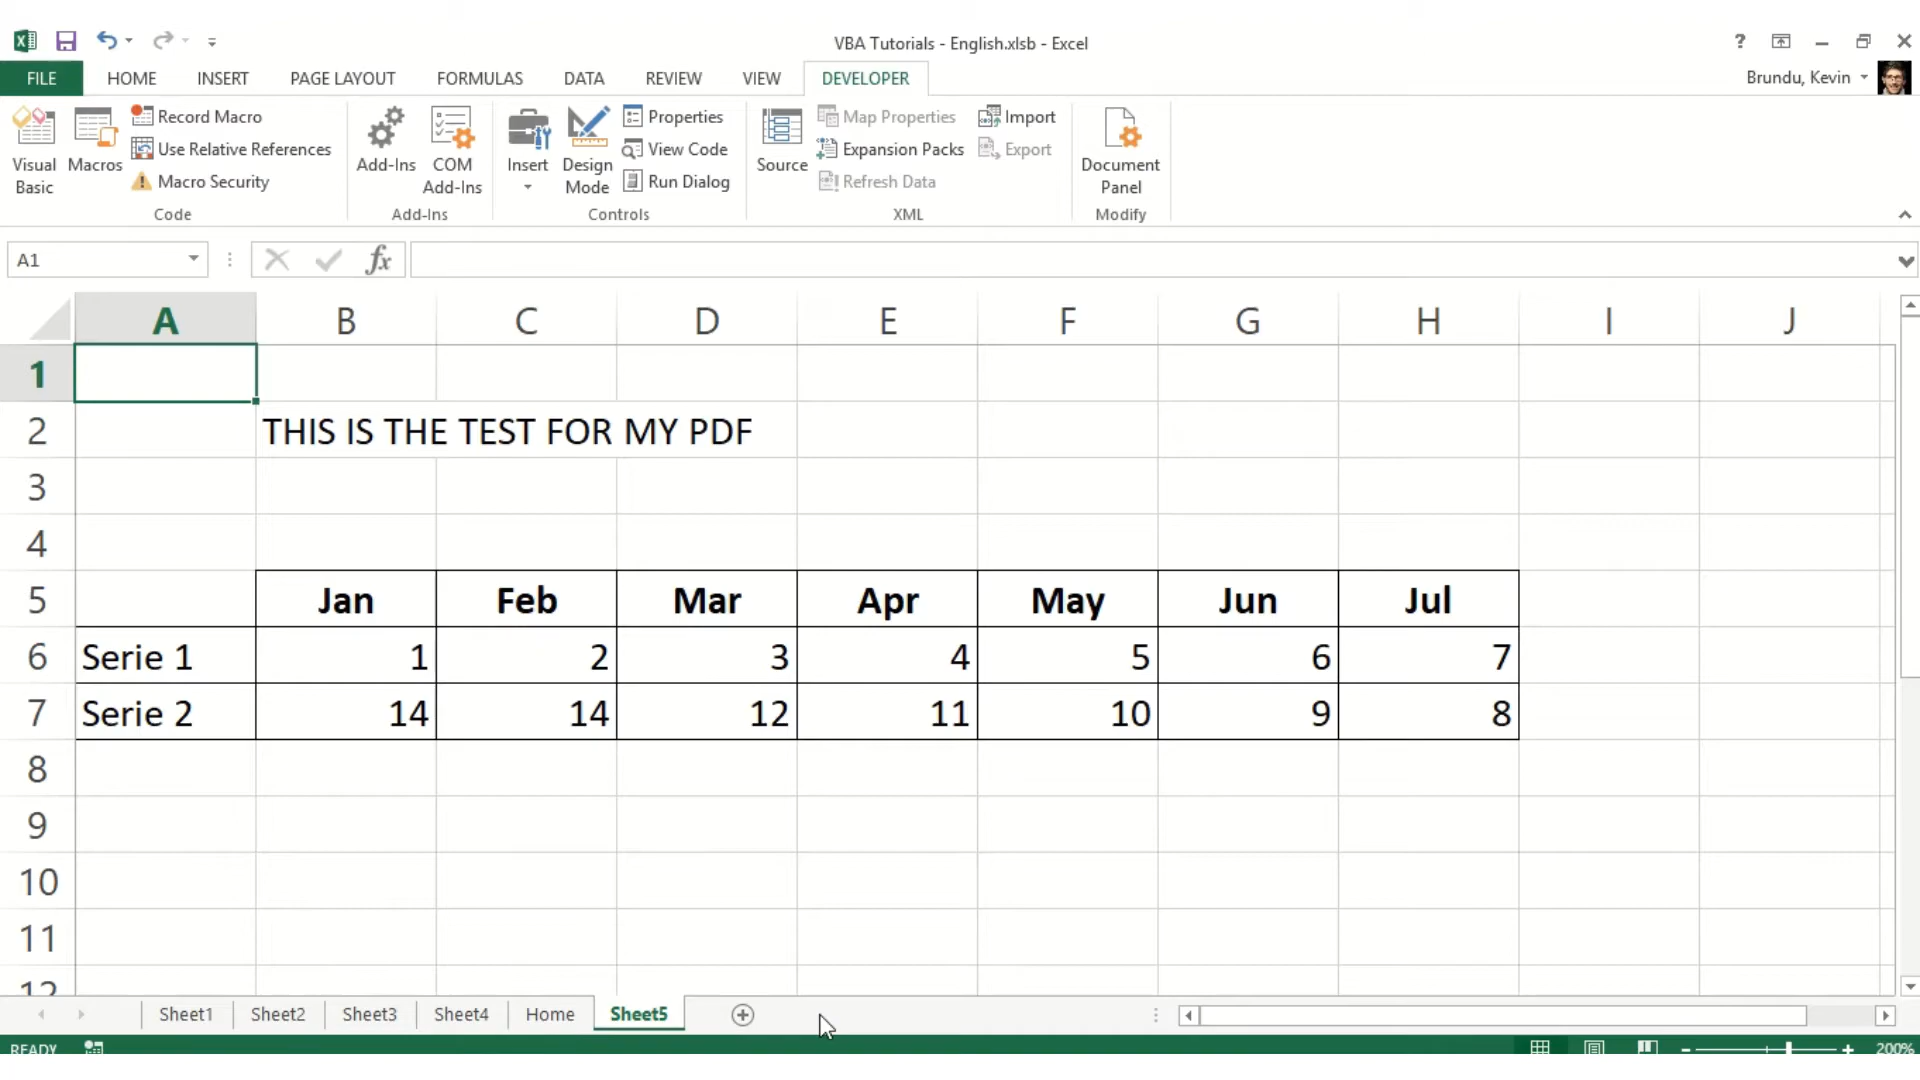 VBA Tutorials - English.xlsb - Excel
?
FILE HOME INSERT PAGE LAYOUT FORMULAS DATA REVIEW VIEW DEVELOPER Brundu, Kevin
Visual Basic
Macros
Record Macro
Use Relative References
Macro Security
Code
Add-Ins
COM Add-Ins
Add-Ins
Insert
Design Mode
Properties
View Code
Run Dialog
Controls
Source
Map Properties
Expansion Packs
Refresh Data
Import
Export
XML
Document Panel
Modify
A1 fx
A B C D E F G H I J
1
2 THIS IS THE TEST FOR MY PDF
3
4
5 Jan Feb Mar Apr May Jun Jul
6 Serie 1 1 2 3 4 5 6 7
7 Serie 2 14 14 12 11 10 9 8
8
9
10
11
12
Sheet1 Sheet2 Sheet3 Sheet4 Home Sheet5
READY 200%